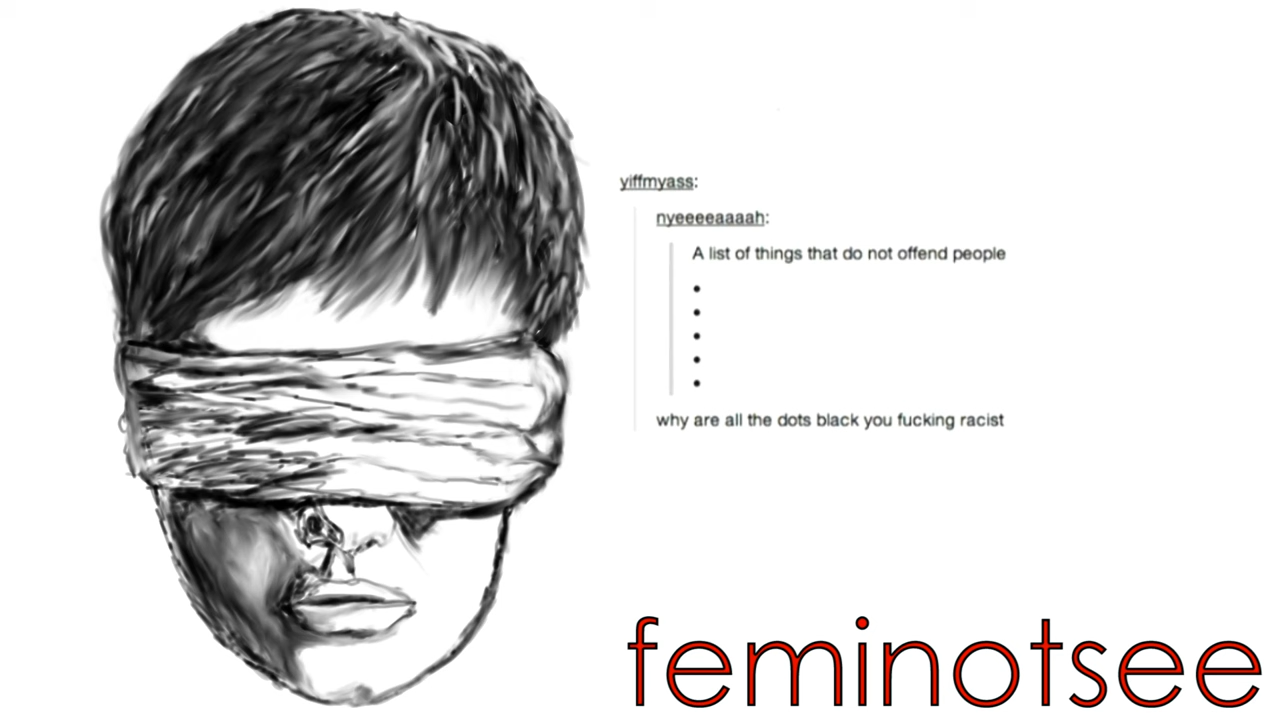 yiffmyass:
nyeeeeaaaah:
A list of things that do not offend people
•
•
•
•
•
why are all the dots black you fucking racist
feminotsee